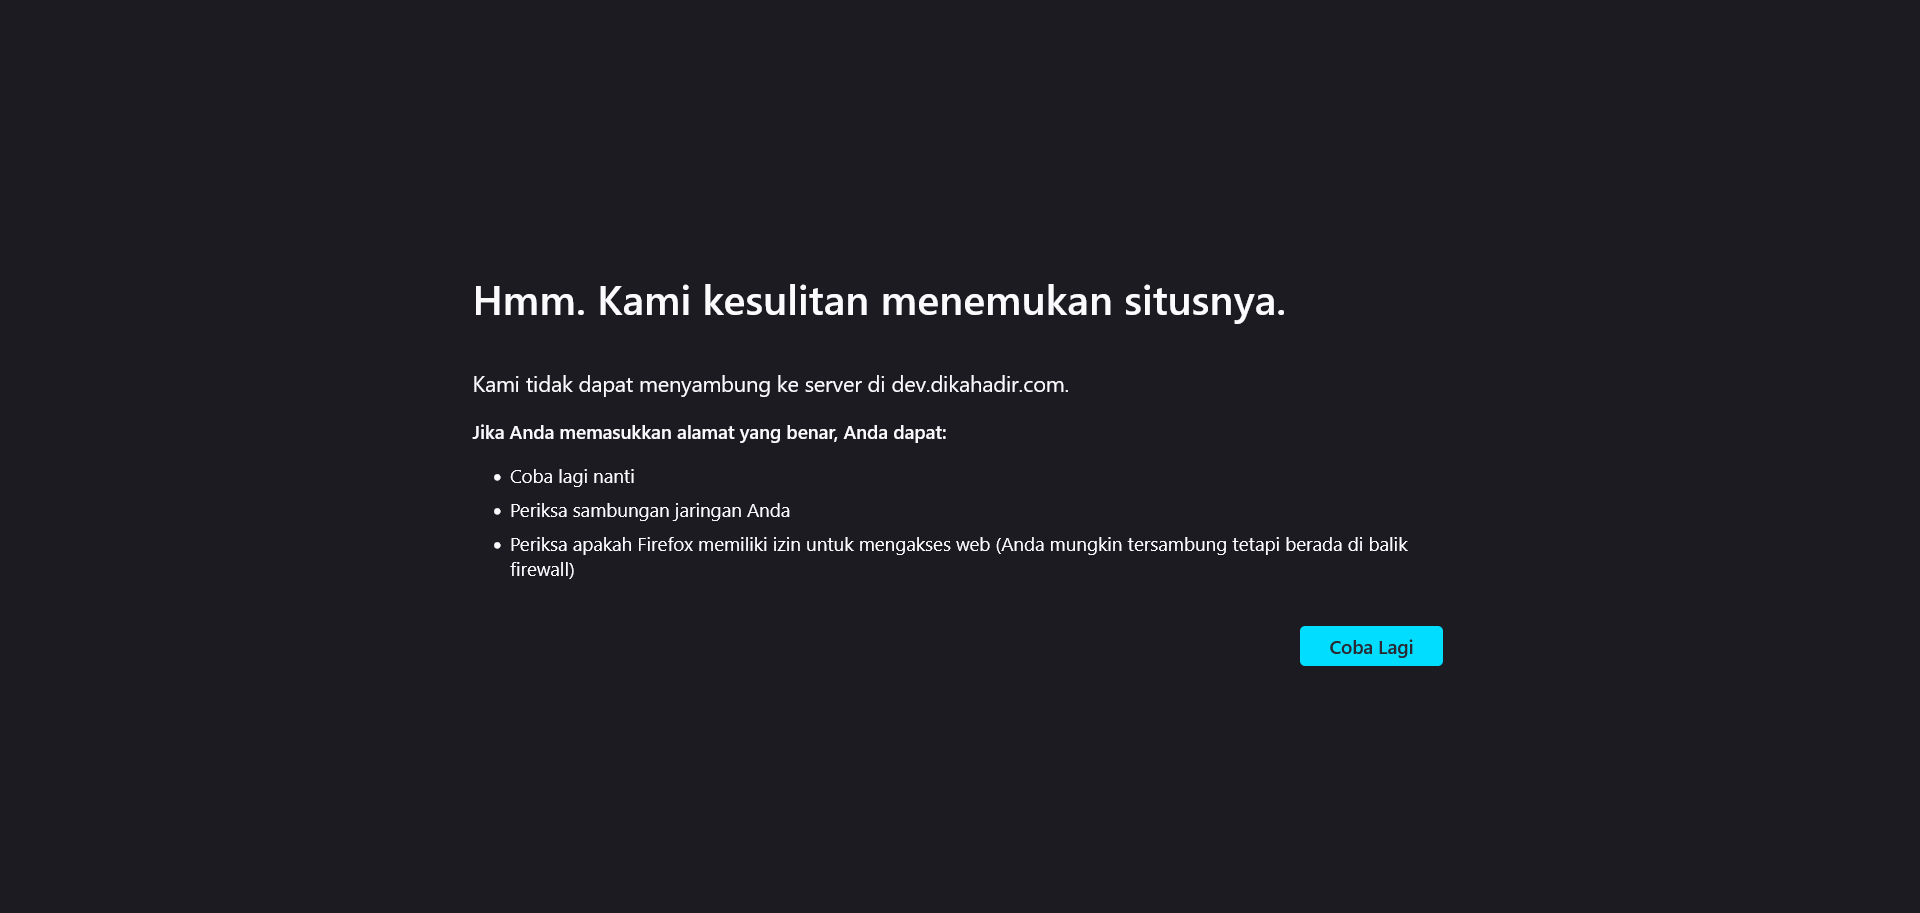 Hmm. Kami kesulitan menemukan situsnya.
Kami tidak dapat menyambung ke server di dev.dikahadir.com.
Jika Anda memasukkan alamat yang benar, Anda dapat:
• Coba lagi nanti
• Periksa sambungan jaringan Anda
• Periksa apakah Firefox memiliki izin untuk mengakses web (Anda mungkin tersambung tetapi berada di balik
firewall)
Coba Lagi